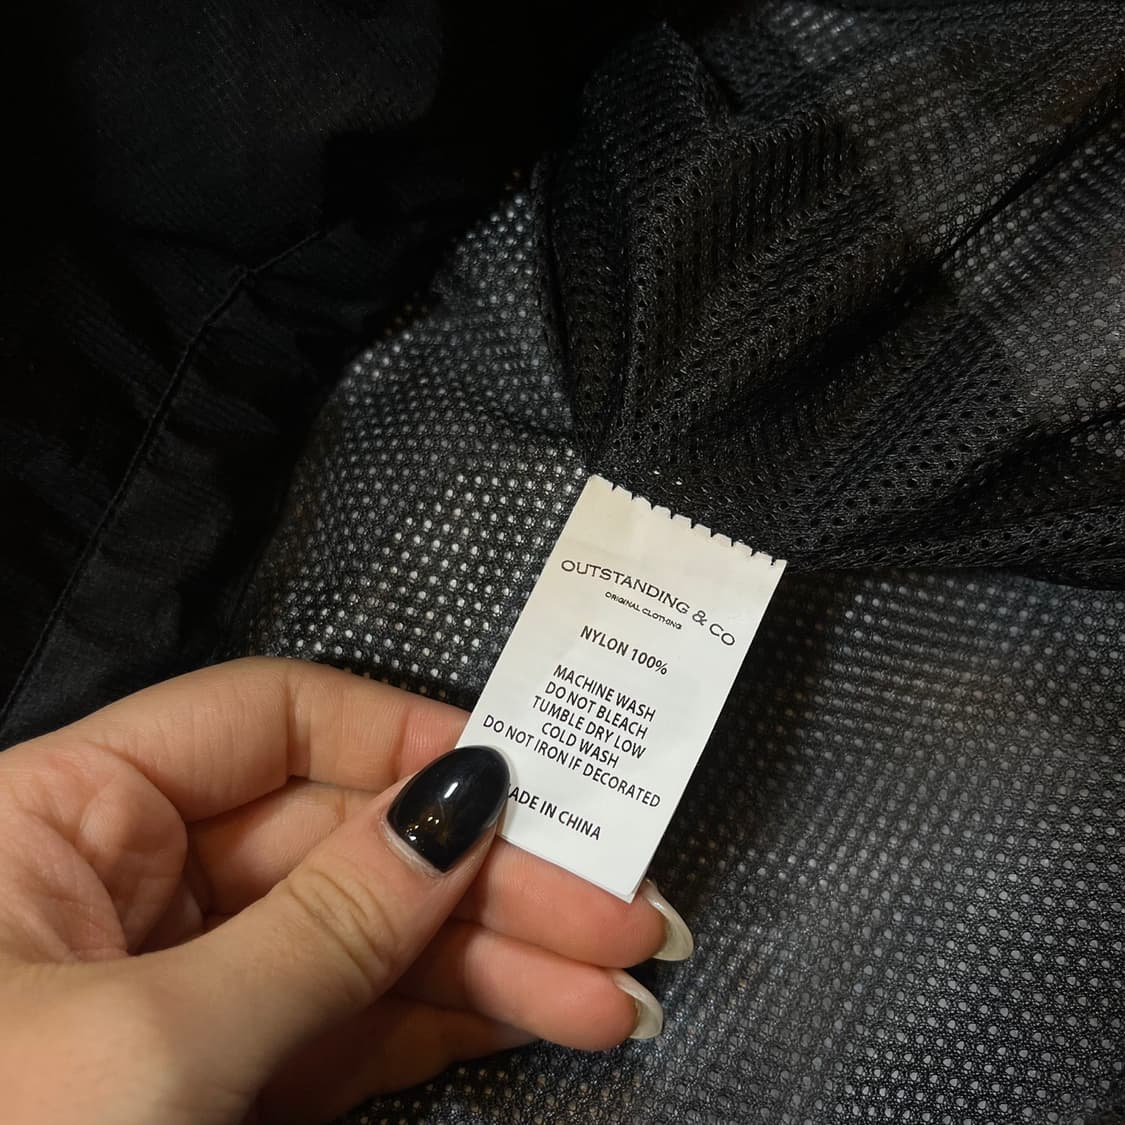 OUTSTANDING & CO
ORIGINAL CLOTHING
NYLON 100%
MACHINE WASH
DO NOT BLEACH
TUMBLE DRY LOW
COLD WASH
DO NOT IRON IF DECORATED
ADE IN CHINA